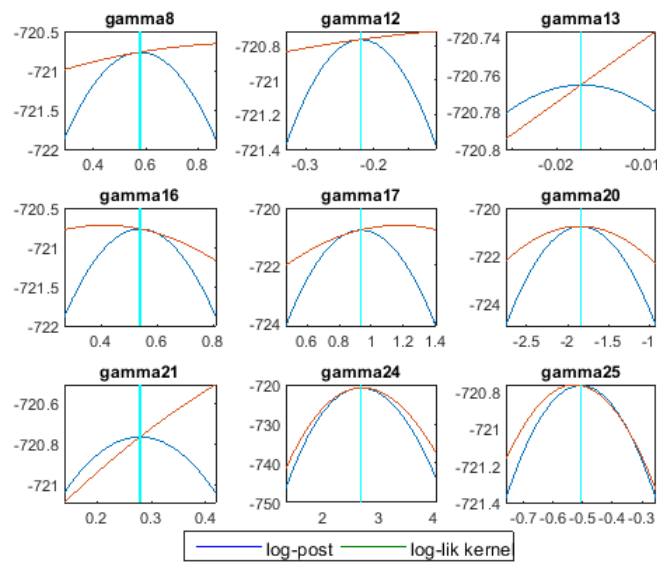 gamma8
gamma12
gamma13
-720.5
-721
-721.5
-722
0.4 0.6 0.8
-720.8
-721
-721.2
-721.4
-0.3 -0.2
-720.74
-720.76
-720.78
-720.8
-0.02 -0.01
gamma16
gamma17
gamma20
-720.5
-721
-721.5
-722
0.4 0.6 0.8
-720
-722
-724
0.6 0.8 1 1.2 1.4
-720
-722
-724
-2.5 -2 -1.5 -1
gamma21
gamma24
gamma25
-720.6
-720.8
-721
0.2 0.3 0.4
-720
-730
-740
-750
2 3 4
-720.8
-721
-721.2
-721.4
-0.7 -0.6 -0.5 -0.4 -0.3
log-post log-lik kernel